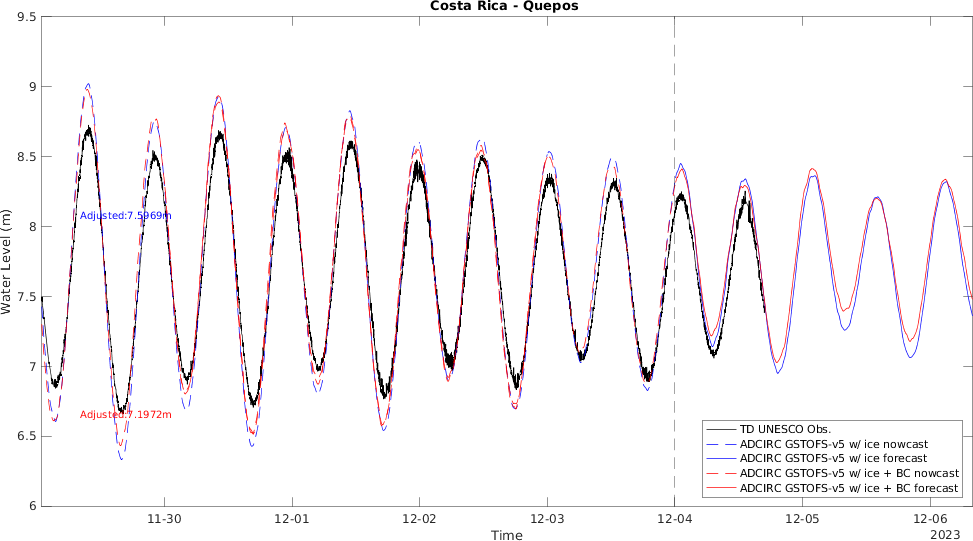 Costa Rica - Quepos
9.5
9
8.5
8
7.5
7
6.5
6
Water Level (m)
Adjusted:7.5969m
Adjusted:7.1972m
TD UNESCO Obs.
ADCIRC GSTOFS-v5 w/ ice nowcast
ADCIRC GSTOFS-v5 w/ ice forecast
ADCIRC GSTOFS-v5 w/ ice + BC nowcast
ADCIRC GSTOFS-v5 w/ ice + BC forecast
11-30
12-01
12-02
12-03
12-04
12-05
12-06
Time
2023